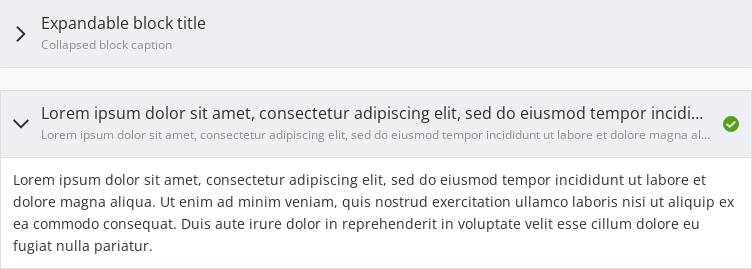 Expandable block title
Collapsed block caption
Lorem ipsum dolor sit amet, consectetur adipiscing elit, sed do eiusmod tempor incidi...
Lorem ipsum dolor sit amet, consectetur adipiscing elit, sed do eiusmod tempor incididunt ut labore et dolore magna al...
Lorem ipsum dolor sit amet, consectetur adipiscing elit, sed do eiusmod tempor incididunt ut labore et
dolore magna aliqua. Ut enim ad minim veniam, quis nostrud exercitation ullamco laboris nisi ut aliquip ex
ea commodo consequat. Duis aute irure dolor in reprehenderit in voluptate velit esse cillum dolore eu
fugiat nulla pariatur.